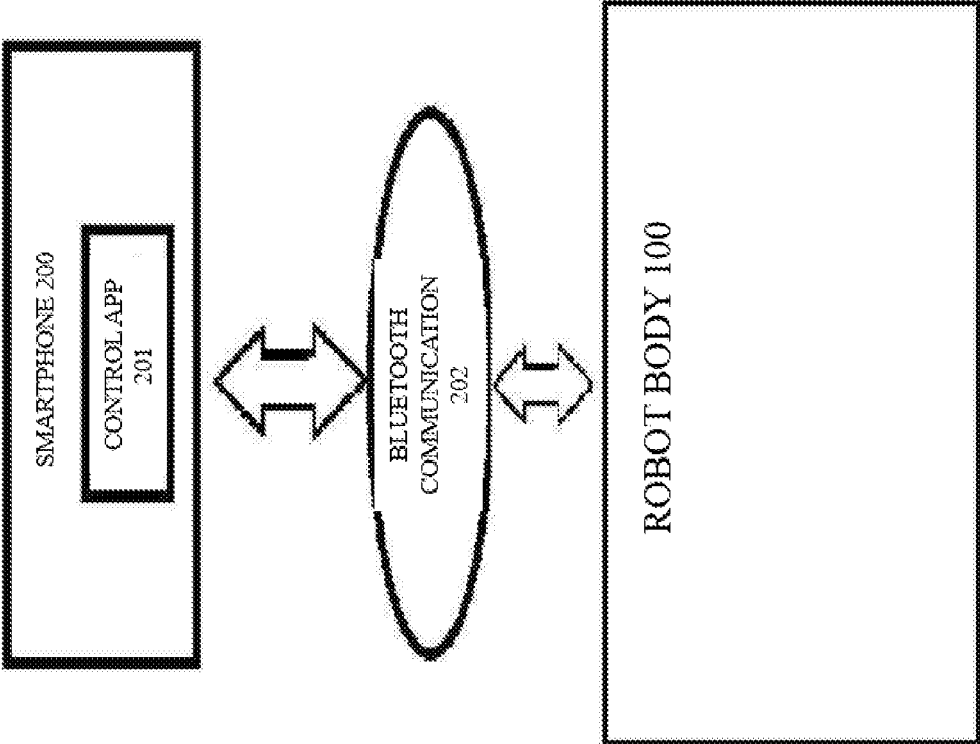 SMARTPHONE 200
CONTROL APP
201
BLUETOOTH
COMMUNICATION
202
ROBOT BODY 100